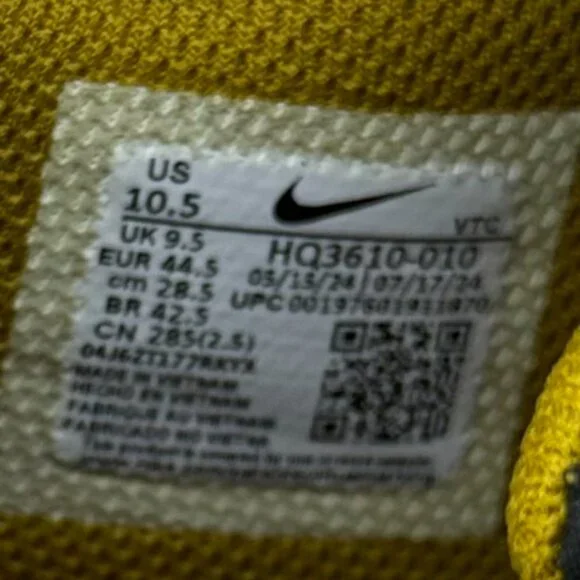 US
10.5
VTC
UK 9.5
HQ3610-010
EUR 44.5
05/13/24 07/17/24
cm 28.5
UPC
BR 42.5
CN 285(2.5)
MADE IN VIETNAM
HECHO EN VIETNAM
FABRIQUE AU VIETNAM
FABRICADO NO VIETNA